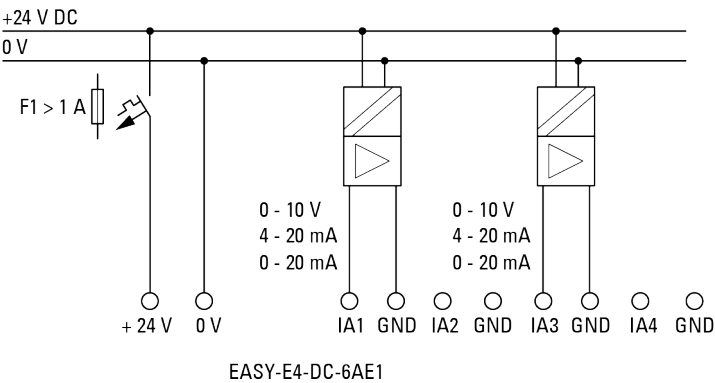 +24 V DC
0 V
F1 > 1 A
0 - 10 V
4 - 20 mA
0 - 20 mA
0 - 10 V
4 - 20 mA
0 - 20 mA
+ 24 V 0 V IA1 GND IA2 GND IA3 GND IA4 GND
EASY-E4-DC-6AE1